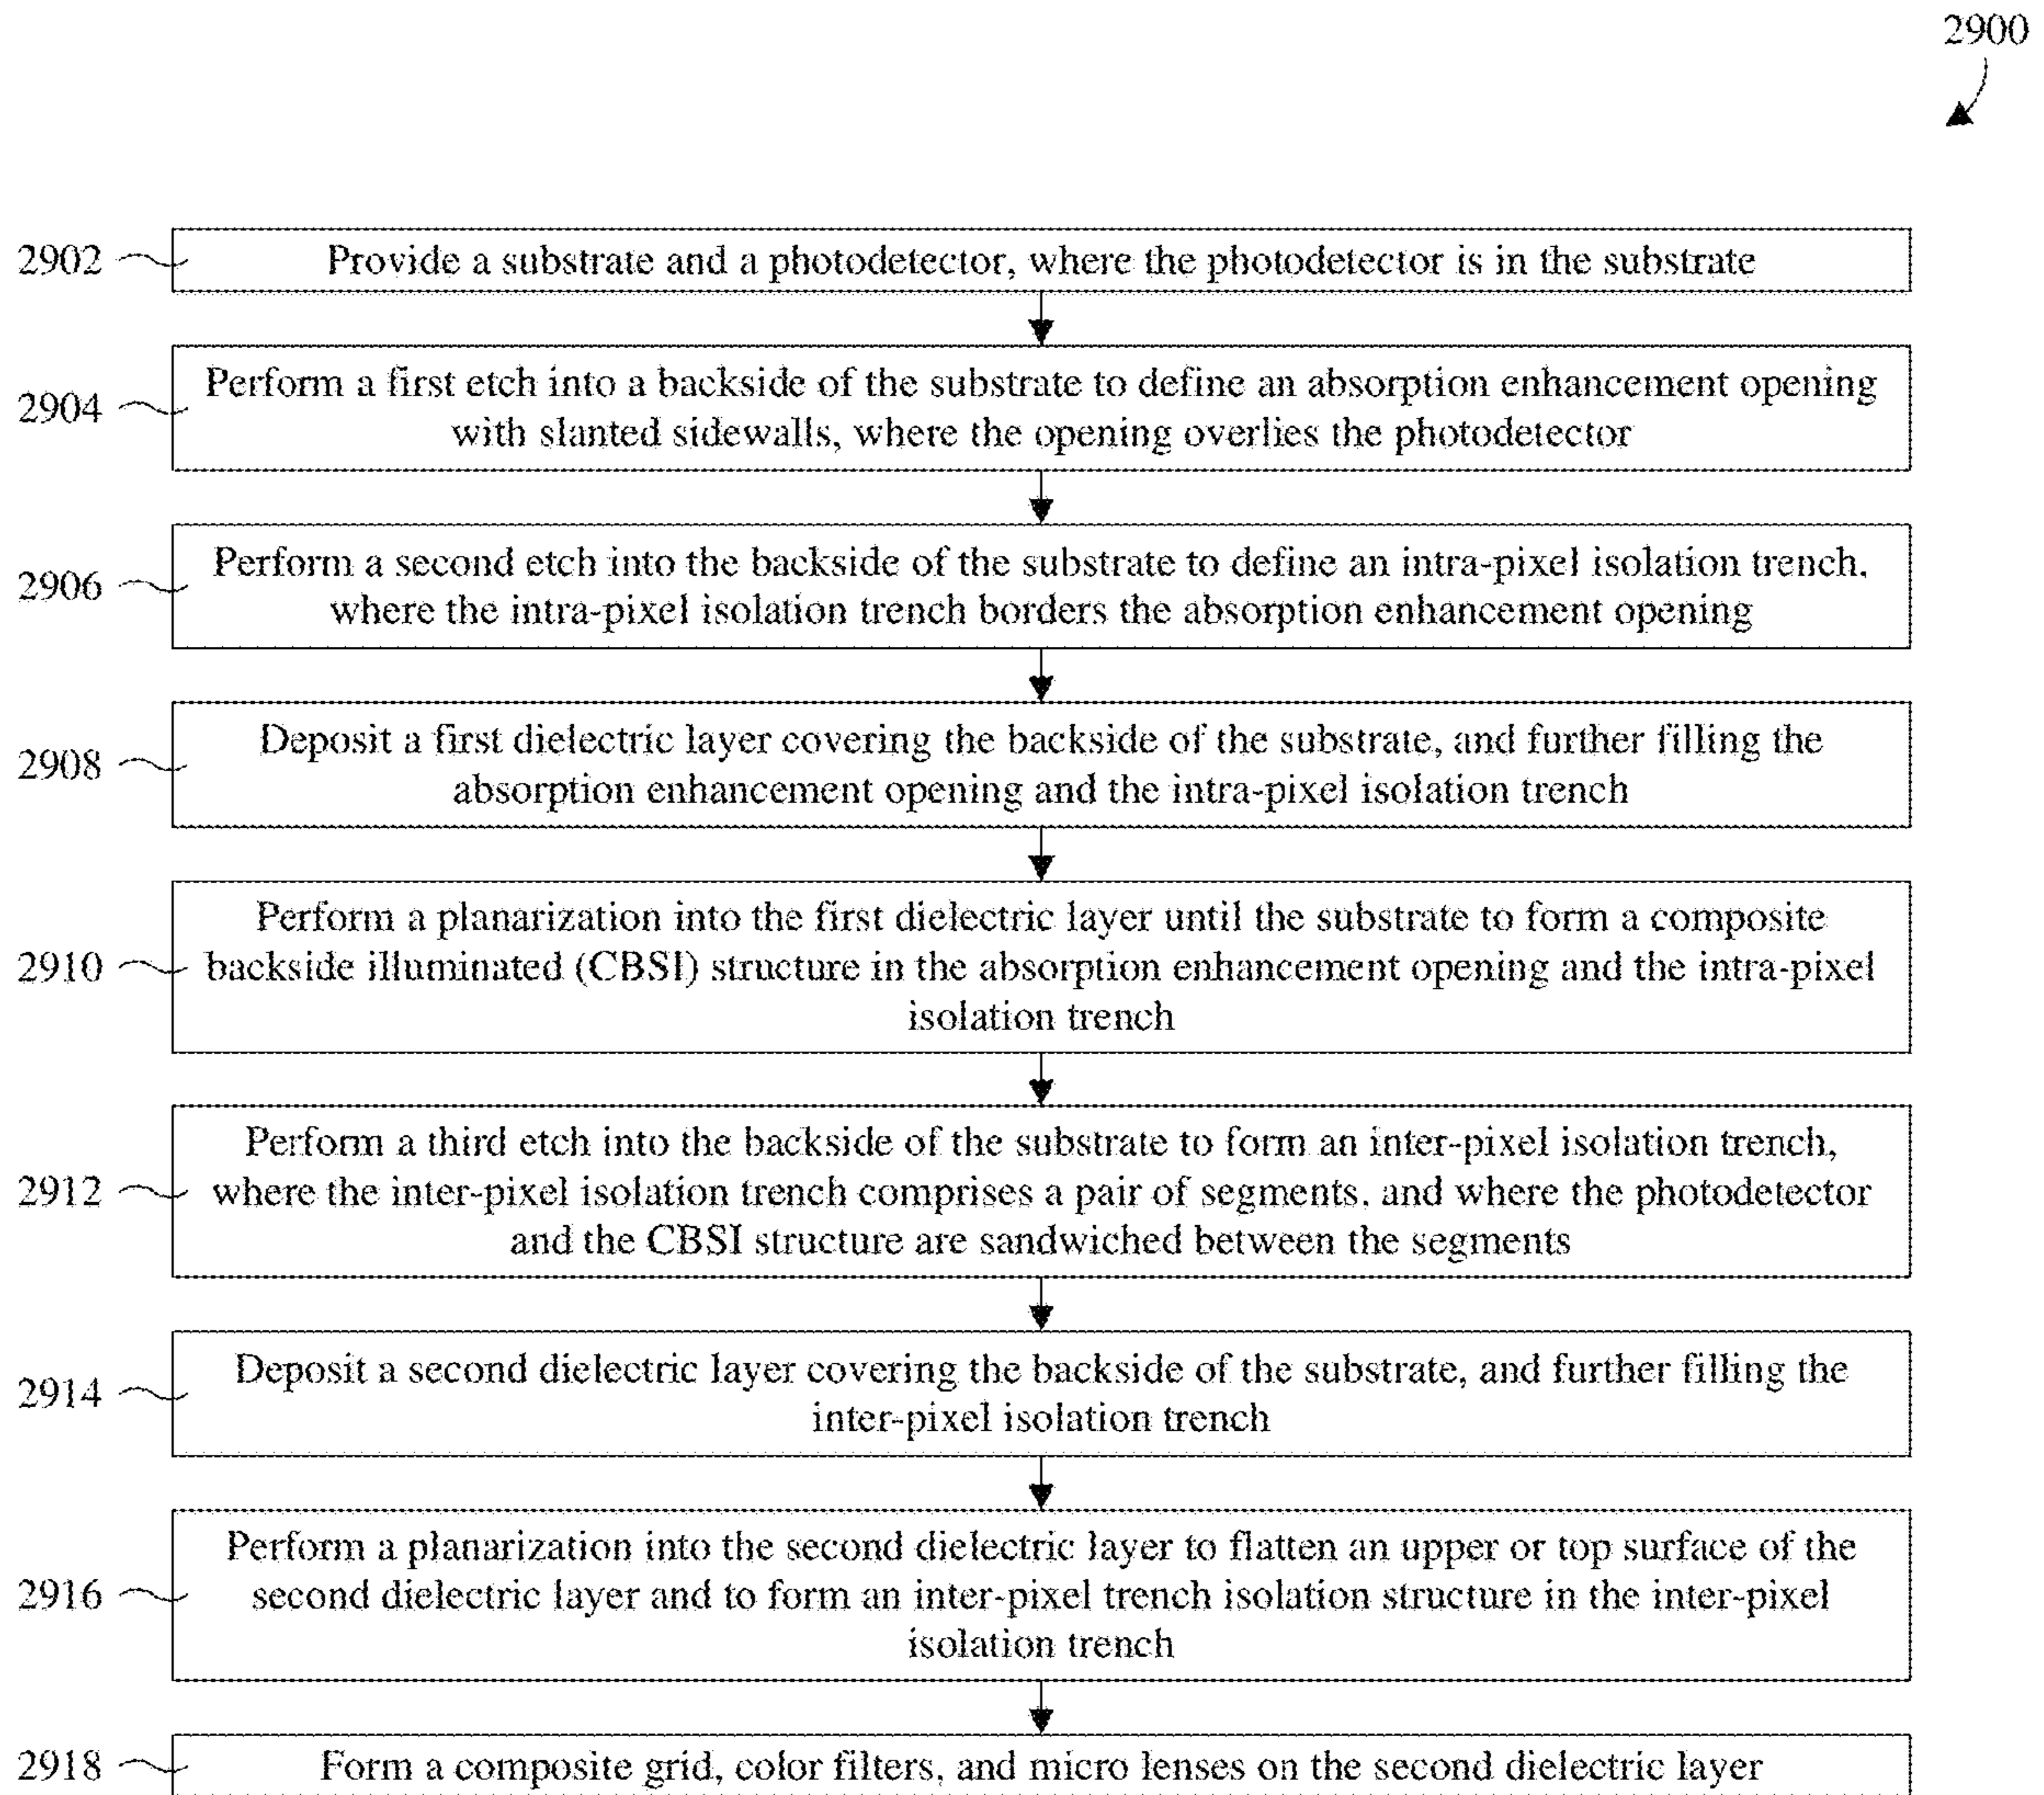 2900
2902
Provide a substrate and a photodetector, where the photodetector is in the substrate
2904
Perform a first etch into a backside of the substrate to define an absorption enhancement opening
with slanted sidewalls, where the opening overlies the photodetector
2906
Perform a second etch into the backside of the substrate to define an intra-pixel isolation trench,
where the intra-pixel isolation trench borders the absorption enhancement opening
2908
Deposit a first dielectric layer covering the backside of the substrate, and further filling the
absorption enhancement opening and the intra-pixel isolation trench
2910
Perform a planarization into the first dielectric layer until the substrate to form a composite
backside illuminated (CBSI) structure in the absorption enhancement opening and the intra-pixel
isolation trench
2912
Perform a third etch into the backside of the substrate to form an inter-pixel isolation trench,
where the inter-pixel isolation trench comprises a pair of segments, and where the photodetector
and the CBSI structure are sandwiched between the segments
2914
Deposit a second dielectric layer covering the backside of the substrate, and further filling the
inter-pixel isolation trench
2916
Perform a planarization into the second dielectric layer to flatten an upper or top surface of the
second dielectric layer and to form an inter-pixel trench isolation structure in the inter-pixel
isolation trench
2918
Form a composite grid, color filters, and micro lenses on the second dielectric layer